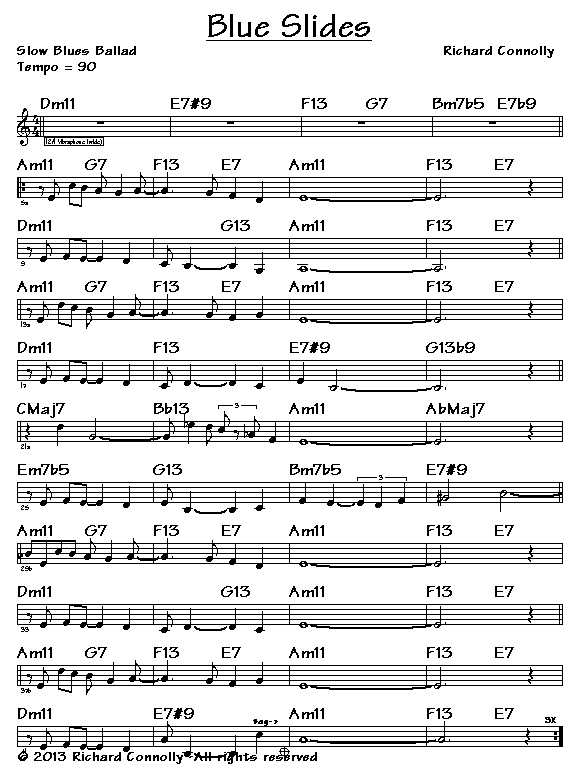 Blue Slides
Slow Blues Ballad Richard Connolly
Tempo = 90
Dm11 E7#9 F13 G7 Bm7b5 E7b9
4 4
Am11 G7 F13 E7 Am11 F13 E7
5a
Dm11 G13 Am11 F13 E7
9
Am11 G7 F13 E7 Am11 F13 E7
13a
Dm11 F13 E7#9 G13b9
17
CMaj7 Bb13 Am11 AbMaj7
3
21a
Em7b5 G13 Bm7b5 E7#9
3
25
Am11 G7 F13 E7 Am11 F13 E7
29b
Dm11 G13 Am11 F13 E7
33
Am11 G7 F13 E7 Am11 F13 E7
Dm11 E7#9 Am11 F13 E7
3X
© 2013 Richard Connolly -All rights reserved